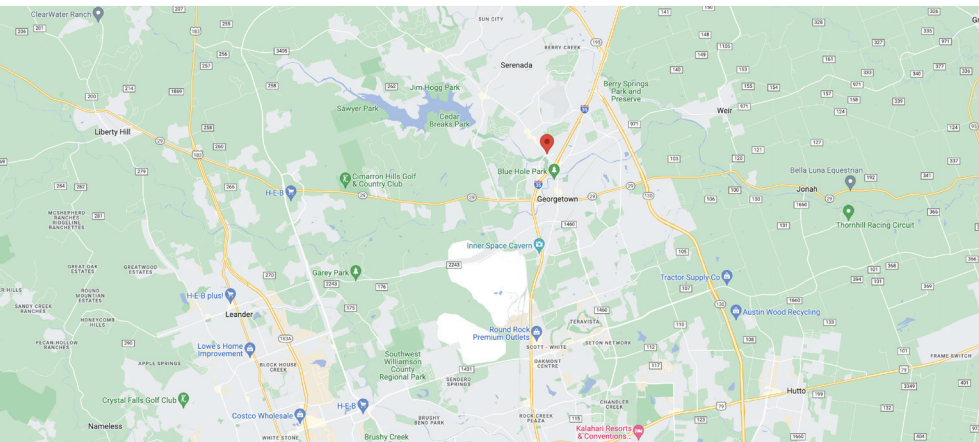 ClearWater Ranch
SUN CITY
BERRY CREEK
Serenada
Jim Hogg Park
Sawyer Park
Cedar
Breaks Park
Berry Springs
Park and
Preserve
Weir
Liberty Hill
Blue Hole Park
Georgetown
Cimarron Hills Golf
& Country Club
H-E-B
Bella Luna Equestrian
Jonah
Thornhill Racing Circuit
MCSHEPHERD
RANCHES
RIGGLINE
RANCHETTES
Inner Space Cavern
GREAT OAK
ESTATES
GREATWOOD
ESTATES
Garey Park
Tractor Supply Co
ROUND
MOUNTAIN
ESTATES
H-E-B plus!
SANDY CREEK
RANCHES
HONEYCOMB
HILLS
Leander
Austin Wood Recycling
TERAVISTA
Round Rock
Premium Outlets
SCOTT - WHITE
SETON NETWORK
PECAN HOLLOW
RANCHES
Lowe's Home
Improvement
APPLE SPRINGS
BLOCK HOUSE
CREEK
Southwest
Williamson
County
Regional Park
SENDERO
SPRINGS
OAKMONT
CENTRE
FRAME SWITCH
Hutto
Crystal Falls Golf Club
Costco Wholesale
H-E-B
CHANDLER
CREEK
Nameless
BRUSHY
BEND PARK
ROCK CREEK
PLAZA
WHITE STONE
Brushy Creek
Kalahari Resorts
& Conventions...